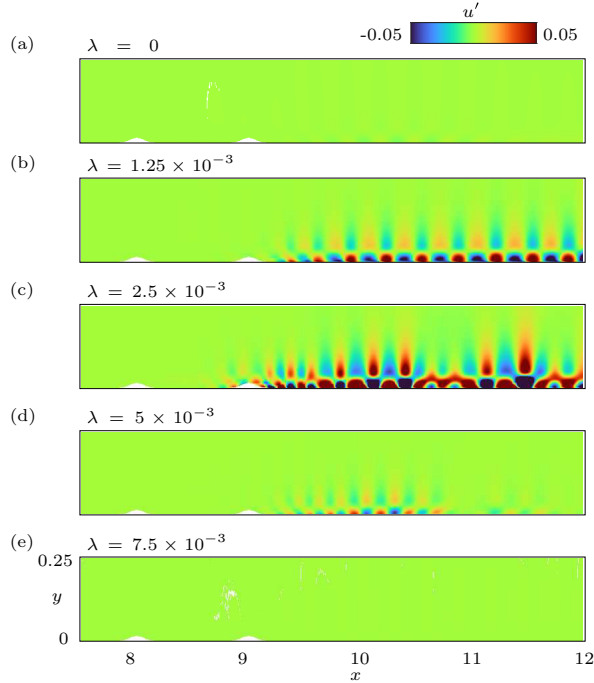 u′
-0.05 0.05
(a) λ = 0
(b) λ = 1.25 × 10⁻³
(c) λ = 2.5 × 10⁻³
(d) λ = 5 × 10⁻³
(e) λ = 7.5 × 10⁻³
0.25
y
0
8 9 10 11 12
x